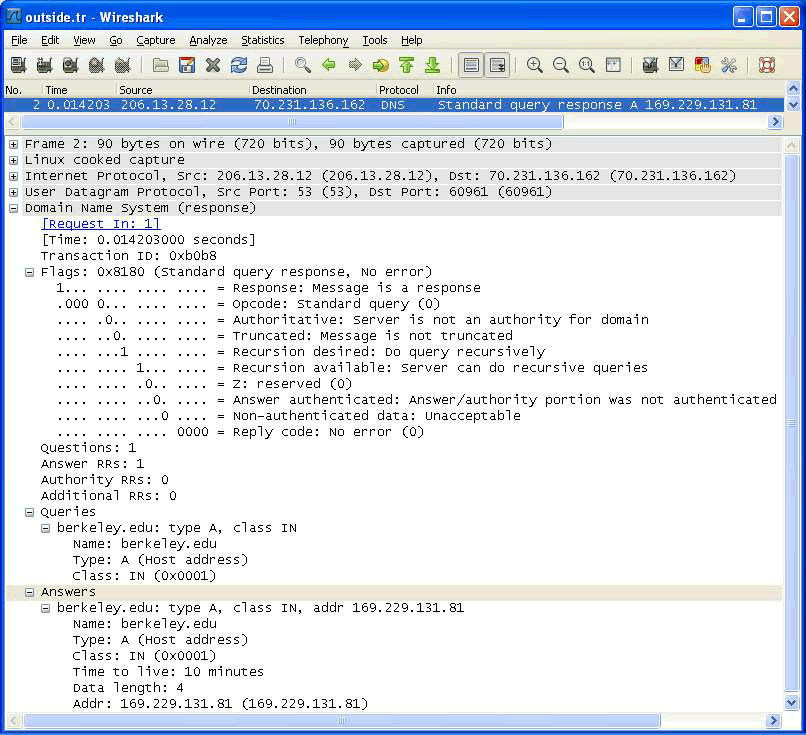 outside.tr - Wireshark
File Edit View Go Capture Analyze Statistics Telephony Tools Help
No. Time Source Destination Protocol Info
2 0.014203 206.13.28.12 70.231.136.162 DNS Standard query response A 169.229.131.81
Frame 2: 90 bytes on wire (720 bits), 90 bytes captured (720 bits)
Linux cooked capture
Internet Protocol, Src: 206.13.28.12 (206.13.28.12), Dst: 70.231.136.162 (70.231.136.162)
User Datagram Protocol, Src Port: 53 (53), Dst Port: 60961 (60961)
Domain Name System (response)
[Request In: 1]
[Time: 0.014203000 seconds]
Transaction ID: 0xb0b8
Flags: 0x8180 (Standard query response, No error)
1... .... .... .... = Response: Message is a response
.000 0... .... .... = Opcode: Standard query (0)
.... .0.. .... .... = Authoritative: Server is not an authority for domain
.... ..0. .... .... = Truncated: Message is not truncated
.... ...1 .... .... = Recursion desired: Do query recursively
.... .... 1... .... = Recursion available: Server can do recursive queries
.... .... .0.. .... = Z: reserved (0)
.... .... ..0. .... = Answer authenticated: Answer/authority portion was not authenticated
.... .... ...0 .... = Non-authenticated data: Unacceptable
.... .... .... 0000 = Reply code: No error (0)
Questions: 1
Answer RRs: 1
Authority RRs: 0
Additional RRs: 0
Queries
berkeley.edu: type A, class IN
Name: berkeley.edu
Type: A (Host address)
Class: IN (0x0001)
Answers
berkeley.edu: type A, class IN, addr 169.229.131.81
Name: berkeley.edu
Type: A (Host address)
Class: IN (0x0001)
Time to live: 10 minutes
Data length: 4
Addr: 169.229.131.81 (169.229.131.81)